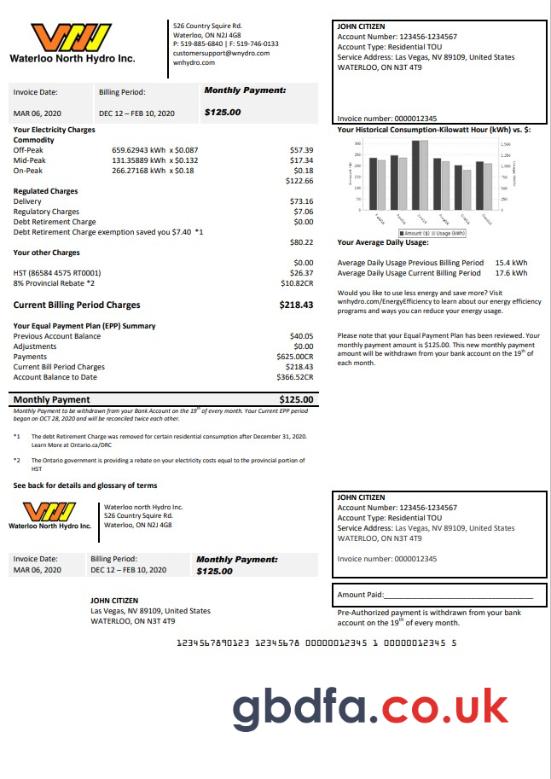 Waterloo North Hydro Inc.
526 Country Squire Rd.
Waterloo, ON N2J 4G8
P: 519-885-6840 | F: 519-746-0133
customersupport@wnydro.com
wnhydro.com
JOHN CITIZEN
Account Number: 123456-1234567
Account Type: Residential TOU
Service Address: Las Vegas, NV 89109, United States
WATERLOO, ON N3T 4T9
Invoice number: 0000012345
Invoice Date: Billing Period: Monthly Payment:
MAR 06, 2020 DEC 12 – FEB 10, 2020 $125.00
Your Electricity Charges
Commodity
Off-Peak 659.62943 kWh x $0.087 $57.39
Mid-Peak 131.35889 kWh x $0.132 $17.34
On-Peak 266.27168 kWh x $0.18 $0.18
$122.66
Regulated Charges
Delivery $73.16
Regulatory Charges $7.06
Debt Retirement Charge $0.00
Debt Retirement Charge exemption saved you $7.40 *1
$80.22
Your other Charges
$0.00
HST (86584 4575 RT0001) $26.37
8% Provincial Rebate *2 $10.82CR
Current Billing Period Charges $218.43
Your Equal Payment Plan (EPP) Summary
Previous Account Balance $40.05
Adjustments $0.00
Payments $625.00CR
Current Bill Period Charges $218.43
Account Balance to Date $366.52CR
Monthly Payment $125.00
Monthly Payment to be withdrawn from your Bank Account on the 19th of every month. Your Current EPP period
began on OCT 28, 2020 and will be reconciled twice each other.
*1 The debt Retirement Charge was removed for certain residential consumption after December 31, 2020.
Learn More at Ontario.ca/DRC
*2 The Ontario government is providing a rebate on your electricity costs equal to the provincial portion of
HST
See back for details and glossary of terms
Your Historical Consumption-Kilowatt Hour (kWh) vs. $:
Amount ($) Usage (kWh)
Your Average Daily Usage:
Average Daily Usage Previous Billing Period 15.4 kWh
Average Daily Usage Current Billing Period 17.6 kWh
Would you like to use less energy and save more? Visit
wnhydro.com/EnergyEfficiency to learn about our energy efficiency
programs and ways you can reduce your energy usage.
Please note that your Equal Payment Plan has been reviewed. Your
monthly payment amount is $125.00. This new monthly payment
amount will be withdrawn from your bank account on the 19th of
each month.
Waterloo North Hydro Inc.
Waterloo north Hydro Inc.
526 Country Squire Rd.
Waterloo, ON N2J 4G8
JOHN CITIZEN
Account Number: 123456-1234567
Account Type: Residential TOU
Service Address: Las Vegas, NV 89109, United States
WATERLOO, ON N3T 4T9
Invoice number: 0000012345
Invoice Date: Billing Period: Monthly Payment:
MAR 06, 2020 DEC 12 – FEB 10, 2020 $125.00
Amount Paid:
JOHN CITIZEN
Las Vegas, NV 89109, United States
WATERLOO, ON N3T 4T9
Pre-Authorized payment is withdrawn from your bank
account on the 19th of every month.
1234567890123 12345678 00000012345 1 00000012345 5
gbdfa.co.uk